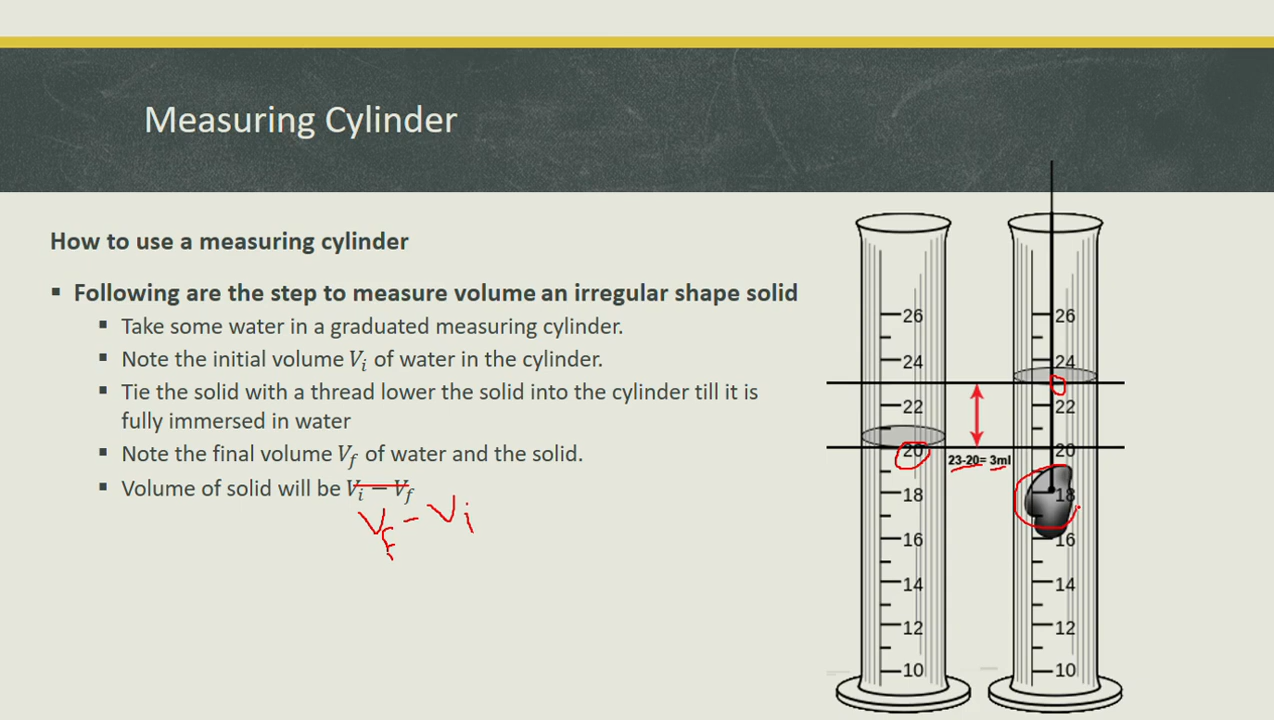 Measuring Cylinder
How to use a measuring cylinder
▪ Following are the step to measure volume an irregular shape solid
▪ Take some water in a graduated measuring cylinder.
▪ Note the initial volume Vᵢ of water in the cylinder.
▪ Tie the solid with a thread lower the solid into the cylinder till it is
fully immersed in water
▪ Note the final volume V_f of water and the solid.
▪ Volume of solid will be Vᵢ − V_f
V_f − Vᵢ
26
24
22
20
18
16
14
12
10
23-20= 3ml
26
24
22
20
18
16
14
12
10